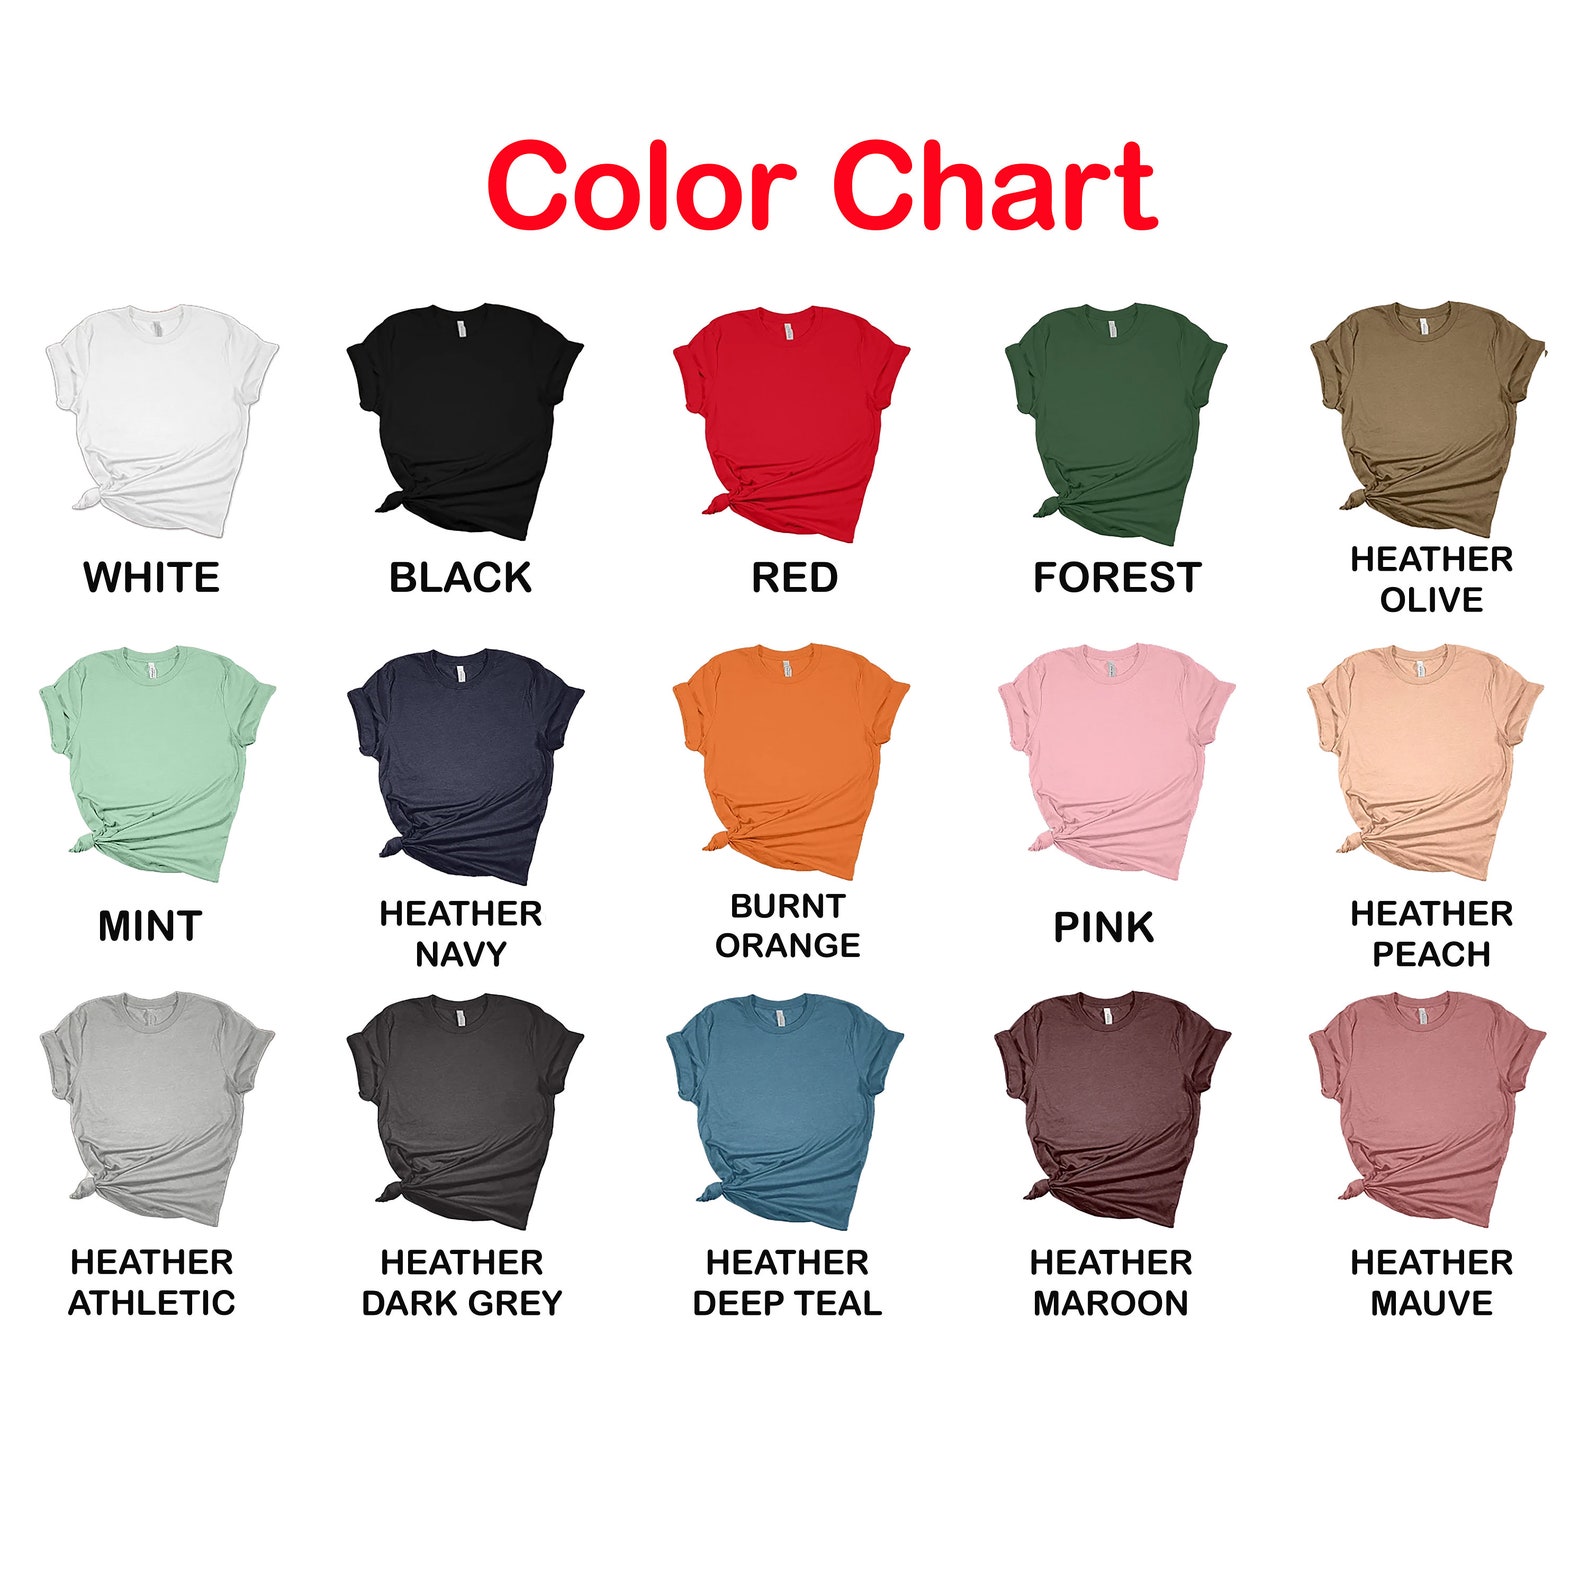 Color Chart
WHITE
BLACK
RED
FOREST
HEATHER
OLIVE
MINT
HEATHER
NAVY
BURNT
ORANGE
PINK
HEATHER
PEACH
HEATHER
ATHLETIC
HEATHER
DARK GREY
HEATHER
DEEP TEAL
HEATHER
MAROON
HEATHER
MAUVE